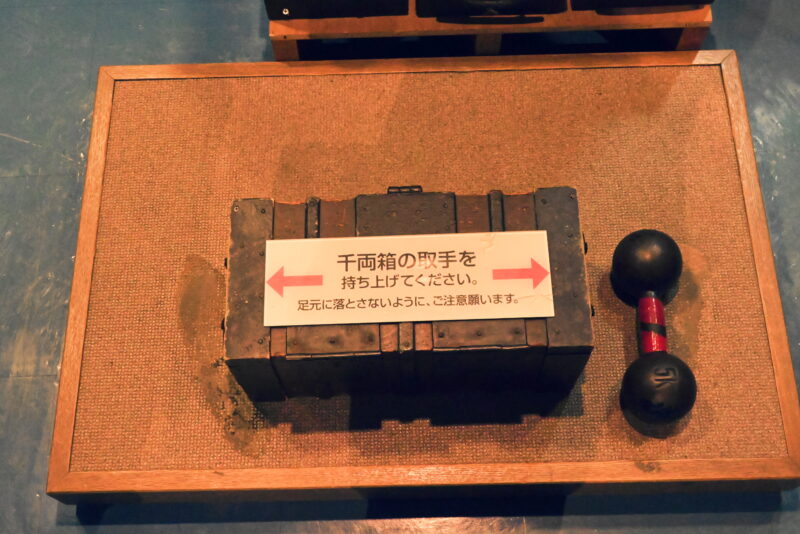 千両箱の取手を
持ち上げてください。
足元に落とさないように、ご注意願います。